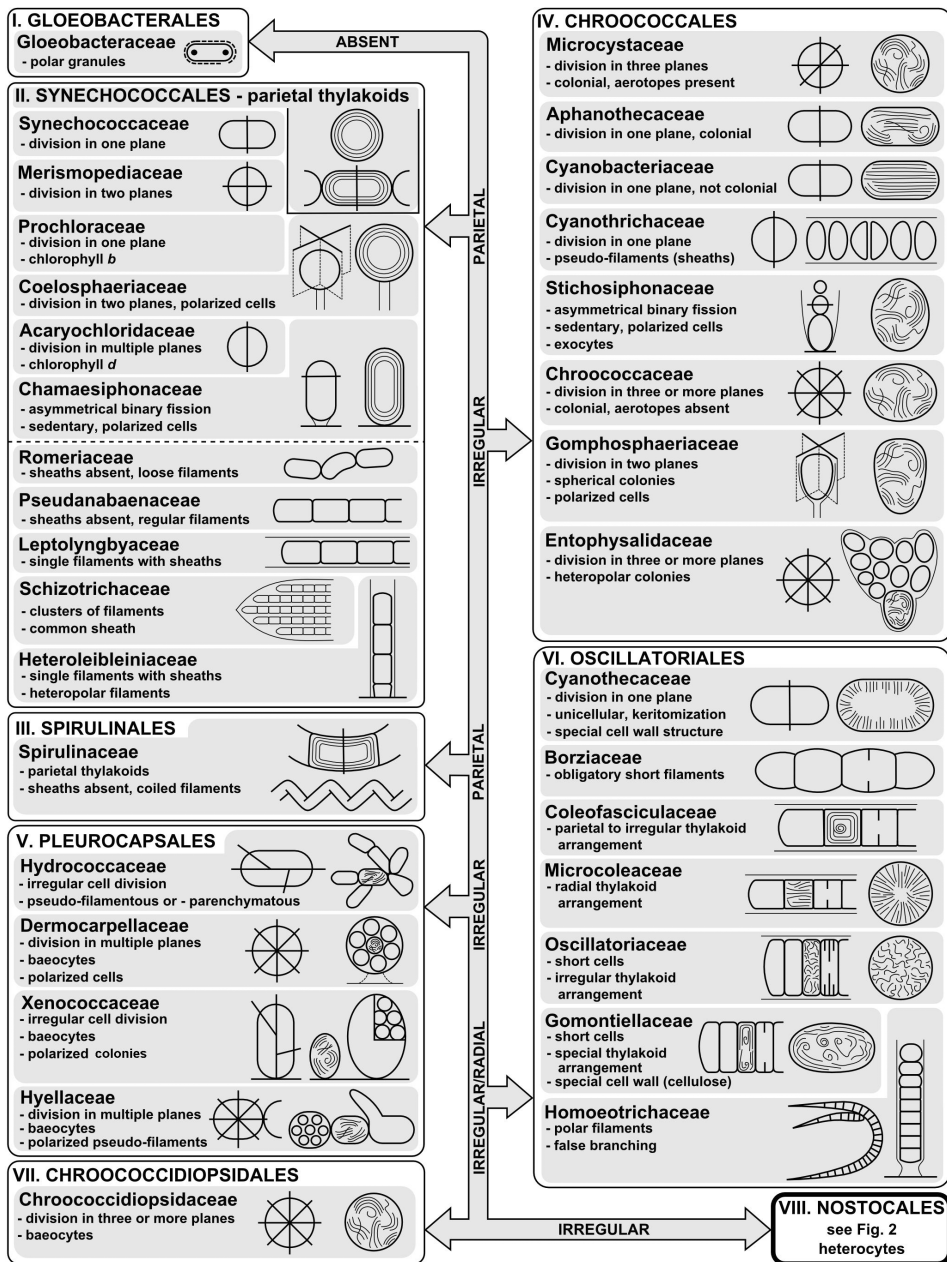 I. GLOEOBACTERALES
Gloeobacteraceae
- polar granules
ABSENT
II. SYNECHOCOCCALES - parietal thylakoids
Synechococcaceae
- division in one plane
Merismopediaceae
- division in two planes
Prochloraceae
- division in one plane
- chlorophyll b
Coelosphaeriaceae
- division in two planes, polarized cells
Acaryochloridaceae
- division in multiple planes
- chlorophyll d
Chamaesiphonaceae
- asymmetrical binary fission
- sedentary, polarized cells
Romeriaceae
- sheaths absent, loose filaments
Pseudanabaenaceae
- sheaths absent, regular filaments
Leptolyngbyaceae
- single filaments with sheaths
Schizotrichaceae
- clusters of filaments
- common sheath
Heteroleibleiniaceae
- single filaments with sheaths
- heteropolar filaments
III. SPIRULINALES
Spirulinaceae
- parietal thylakoids
- sheaths absent, coiled filaments
V. PLEUROCAPSALES
Hydrococcaceae
- irregular cell division
- pseudo-filamentous or - parenchymatous
Dermocarpellaceae
- division in multiple planes
- baeocytes
- polarized cells
Xenococcaceae
- irregular cell division
- baeocytes
- polarized colonies
Hyellaceae
- division in multiple planes
- baeocytes
- polarized pseudo-filaments
VII. CHROOCOCCIDIOPSIDALES
Chroococcidiopsidaceae
- division in three or more planes
- baeocytes
PARIETAL
IRREGULAR
PARIETAL
IRREGULAR
IRREGULAR/RADIAL
IRREGULAR
IV. CHROOCOCCALES
Microcystaceae
- division in three planes
- colonial, aerotopes present
Aphanothecaceae
- division in one plane, colonial
Cyanobacteriaceae
- division in one plane, not colonial
Cyanothrichaceae
- division in one plane
- pseudo-filaments (sheaths)
Stichosiphonaceae
- asymmetrical binary fission
- sedentary, polarized cells
- exocytes
Chroococcaceae
- division in three or more planes
- colonial, aerotopes absent
Gomphosphaeriaceae
- division in two planes
- spherical colonies
- polarized cells
Entophysalidaceae
- division in three or more planes
- heteropolar colonies
VI. OSCILLATORIALES
Cyanothecaceae
- division in one plane
- unicellular, keritomization
- special cell wall structure
Borziaceae
- obligatory short filaments
Coleofasciculaceae
- parietal to irregular thylakoid
arrangement
Microcoleaceae
- radial thylakoid
arrangement
Oscillatoriaceae
- short cells
- irregular thylakoid
arrangement
Gomontiellaceae
- short cells
- special thylakoid
arrangement
- special cell wall (cellulose)
Homoeotrichaceae
- polar filaments
- false branching
VIII. NOSTOCALES
see Fig. 2
heterocytes